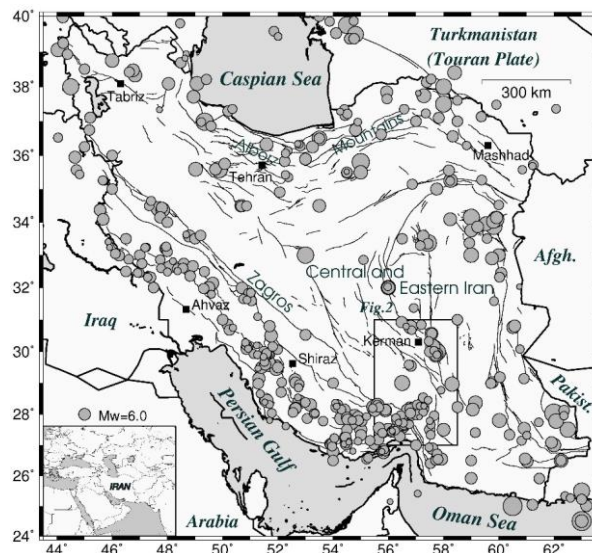 40°
38°
36°
34°
32°
30°
28°
26°
24°
44°
46°
48°
50°
52°
54°
56°
58°
60°
62°
Turkmanistan
(Touran Plate)
Caspian Sea
300 km
Tabriz
Alborz
Mountains
Mashhad
Tehran
Afgh.
Central and
Eastern Iran
Zagros
Fig.2
Iraq
Ahvaz
Kerman
Shiraz
Pakist.
Persian Gulf
Mw=6.0
IRAN
Arabia
Oman Sea